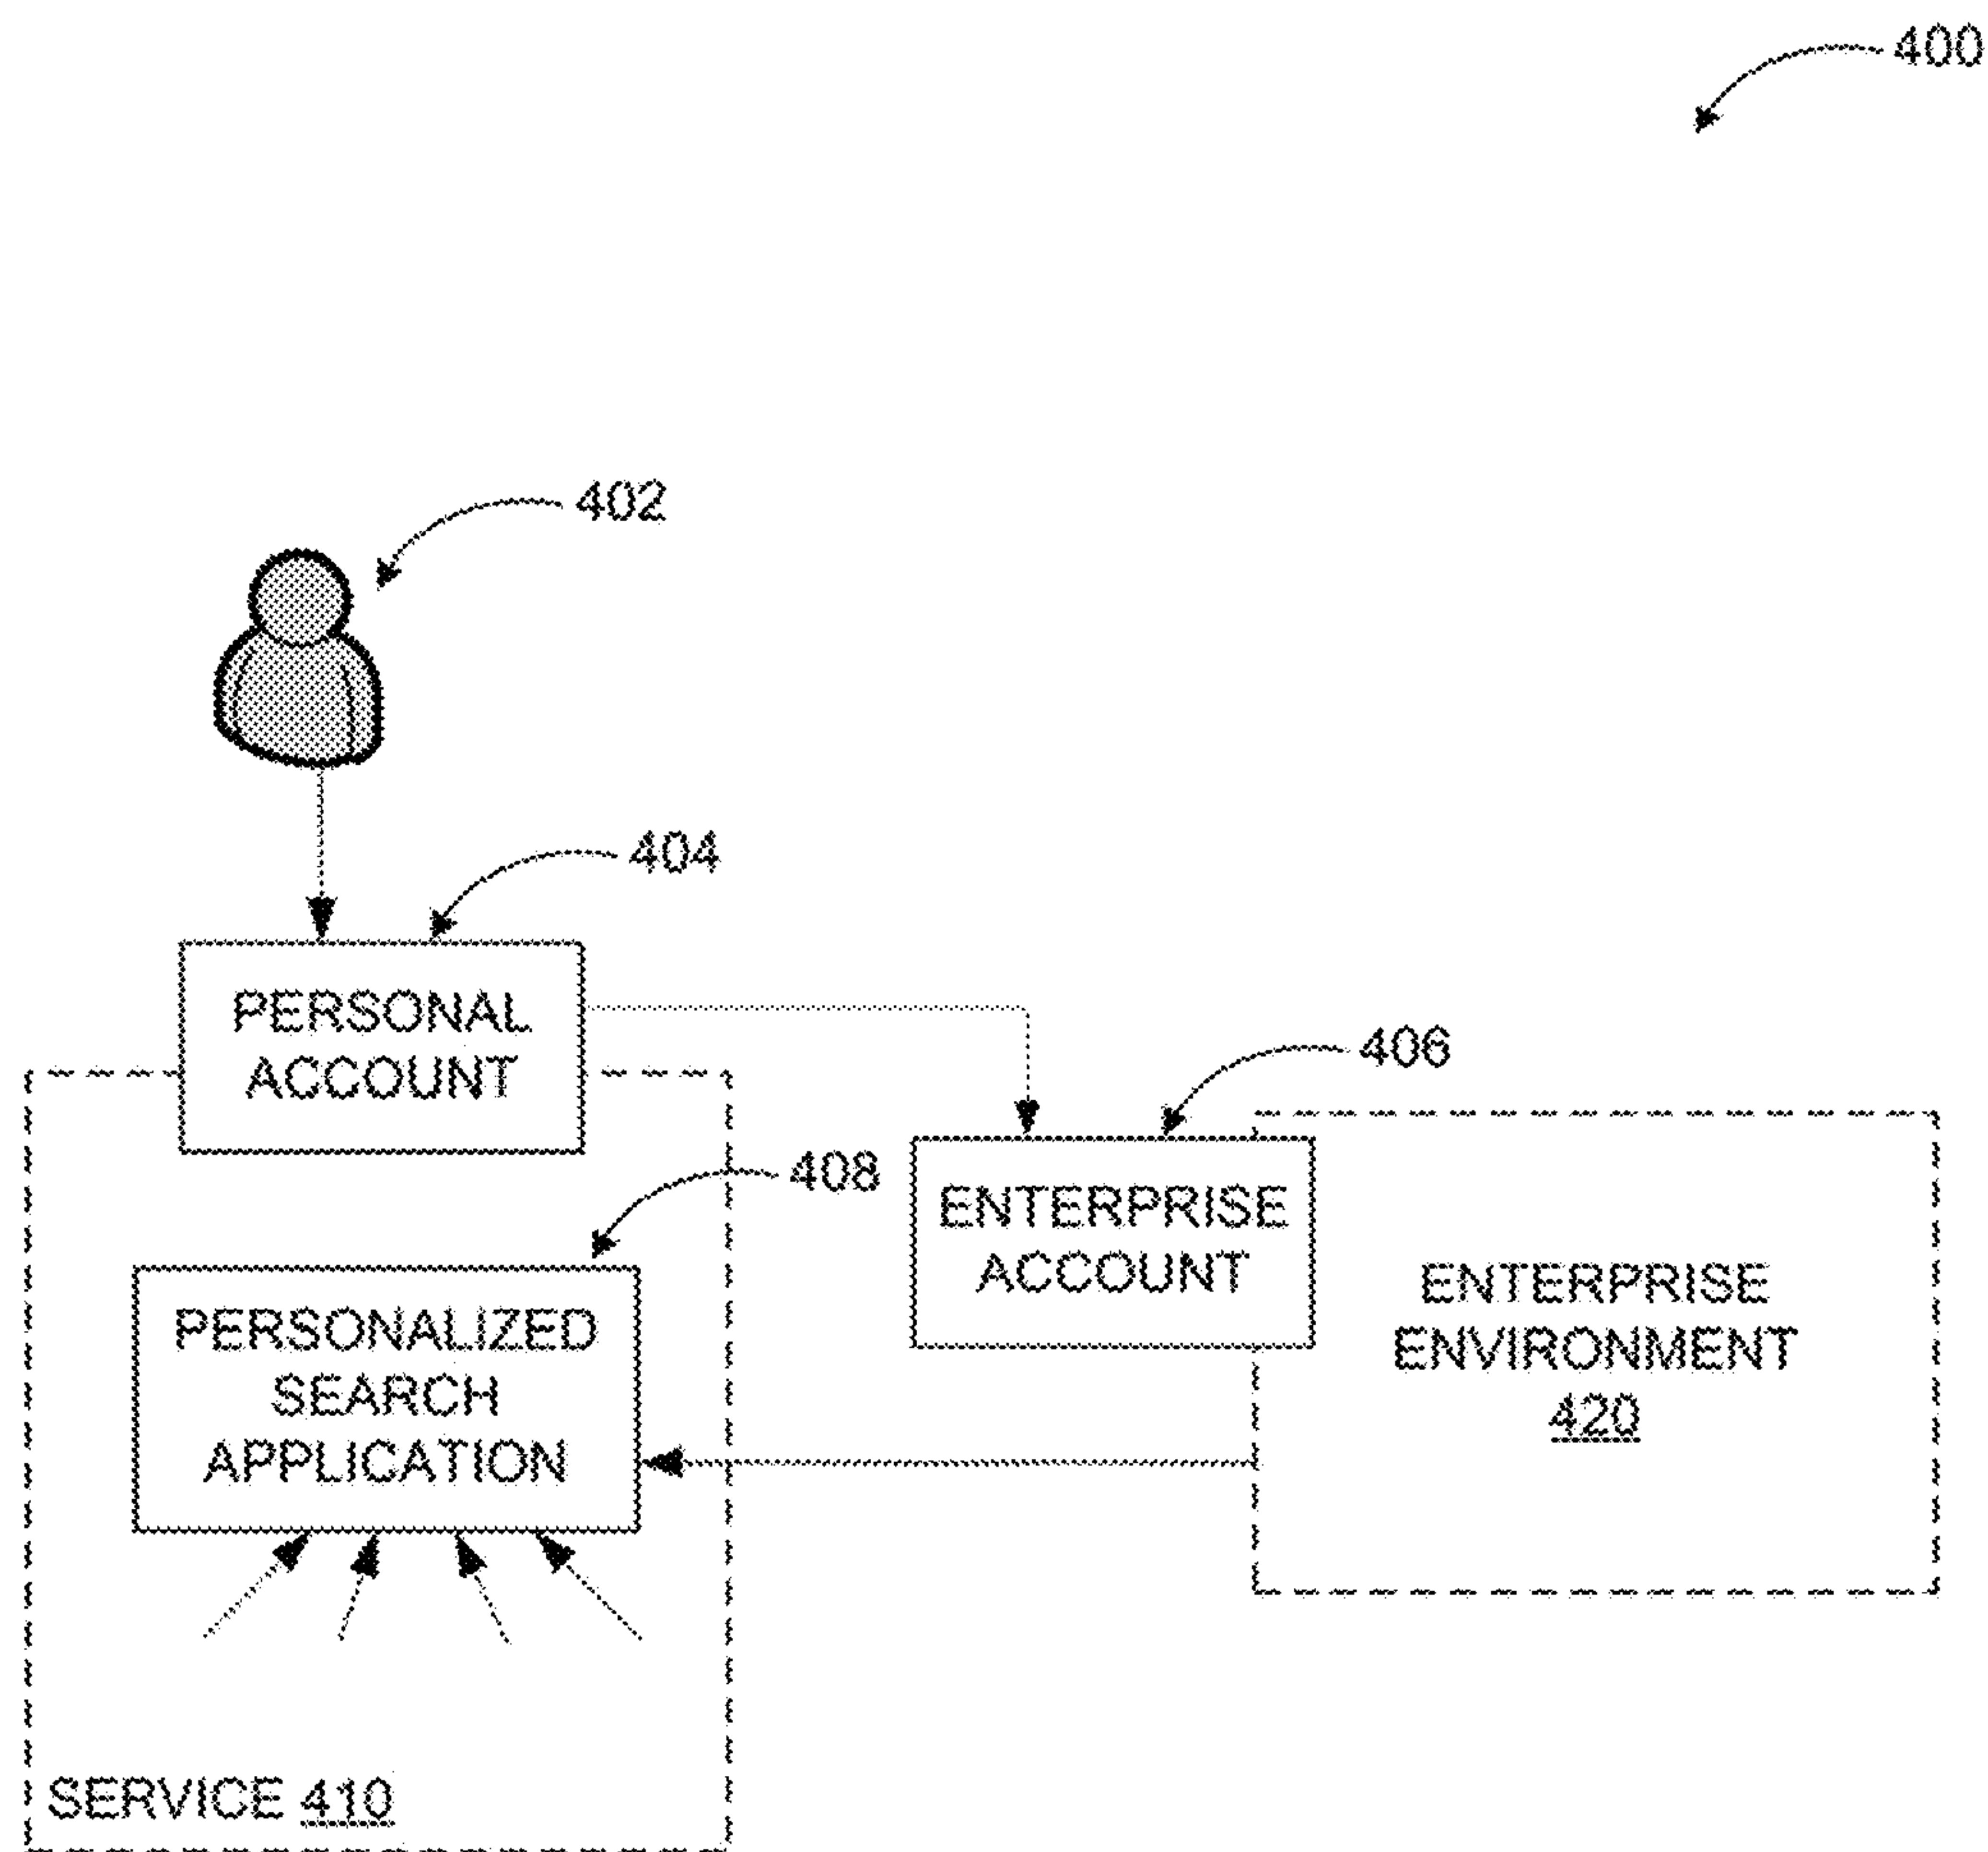 400
402
404
PERSONAL
ACCOUNT
406
408
ENTERPRISE
ACCOUNT
PERSONALIZED
SEARCH
APPLICATION
ENTERPRISE
ENVIRONMENT
420
SERVICE 410